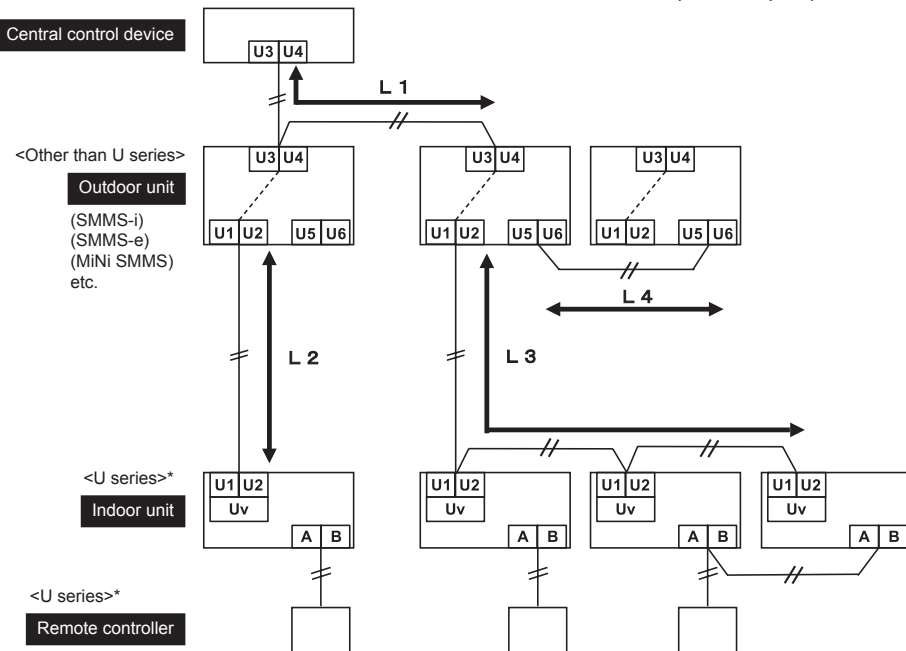 Central control device
U3 U4
L 1
<Other than U series>
Outdoor unit
(SMMS-i)
(SMMS-e)
(MiNi SMMS)
etc.
U3 U4
U1 U2
U5 U6
U3 U4
U1 U2
U5 U6
U3 U4
U1 U2
U5 U6
L 4
L 2
L 3
<U series>*
Indoor unit
U1 U2
Uv
A B
U1 U2
Uv
A B
U1 U2
Uv
A B
U1 U2
Uv
A B
<U series>*
Remote controller